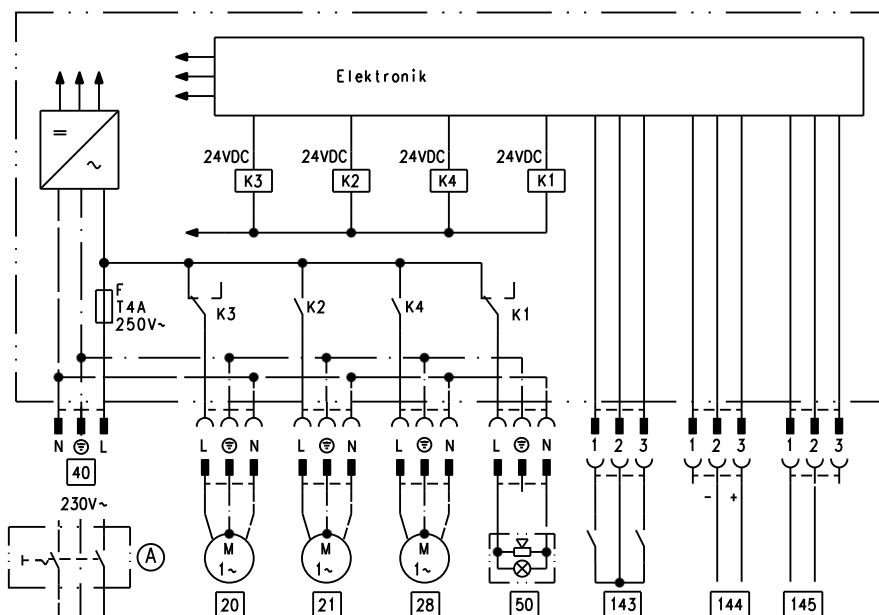 Elektronik
=
~
24VDC 24VDC 24VDC 24VDC
K3 K2 K4 K1
F
T4A
250V~
K3 K2 K4 K1
N L L N L N L N L N 1 2 3 1 2 3 1 2 3
40
230V~
- +
A
M M M
1~ 1~ 1~
20 21 28 50 143 144 145